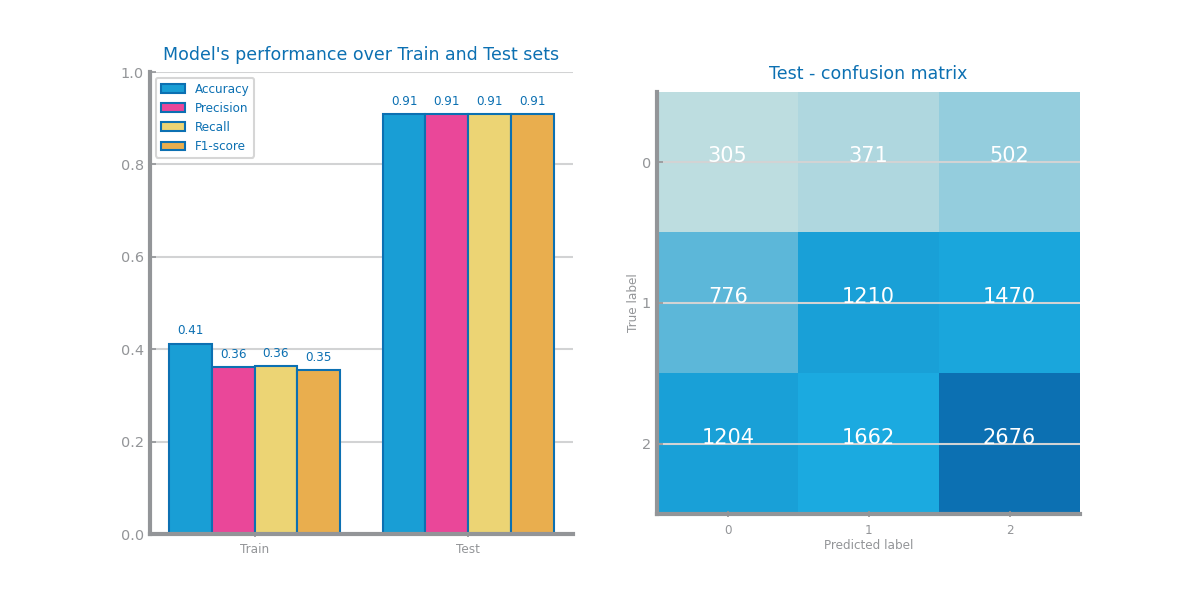 Model's performance over Train and Test sets
1.0
0.8
0.6
0.4
0.2
0.0
Accuracy
Precision
Recall
F1-score
0.41
0.36
0.36
0.35
0.91
0.91
0.91
0.91
Train
Test
Test - confusion matrix
True label
0
1
2
305 371 502
776 1210 1470
1204 1662 2676
0 1 2
Predicted label